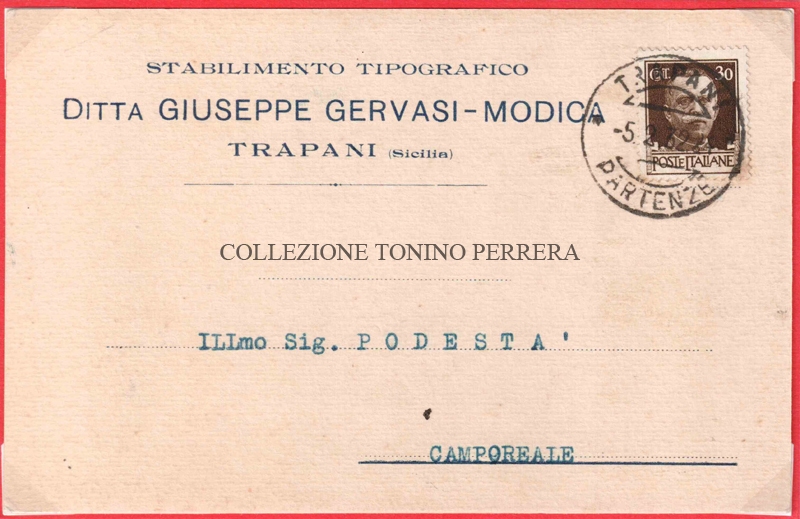 STABILIMENTO TIPOGRAFICO
DITTA GIUSEPPE GERVASI-MODICA
TRAPANI (Sicilia)
CT. 30
POSTE ITALIANE
TRAPANI
PARTENZE
COLLEZIONE TONINO PERRERA
ILLmo Sig. PODESTA'
CAMPOREALE